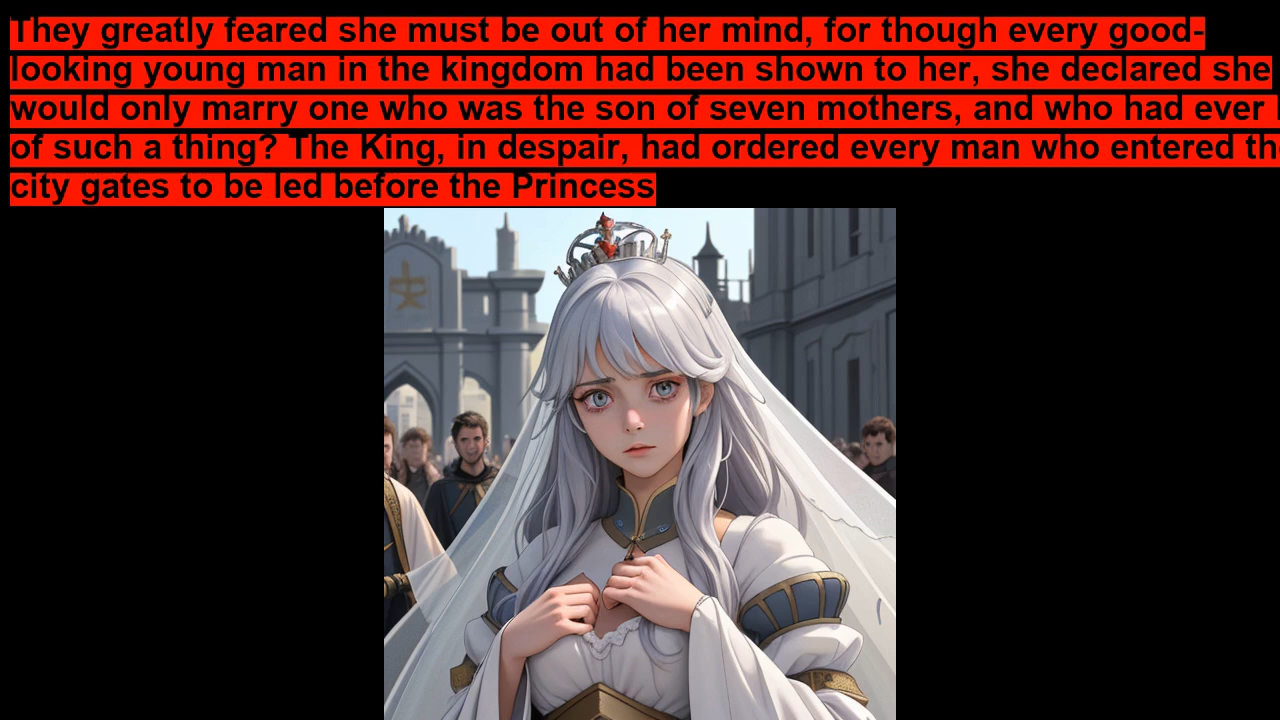 They greatly feared she must be out of her mind, for though every good-
looking young man in the kingdom had been shown to her, she declared she
would only marry one who was the son of seven mothers, and who had ever
of such a thing? The King, in despair, had ordered every man who entered th
city gates to be led before the Princess